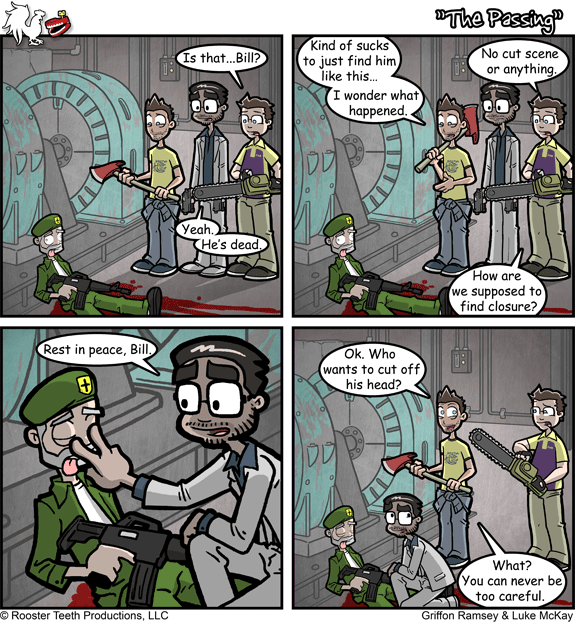 "The Passing"
Is that...Bill?
Yeah.
He's dead.
Kind of sucks
to just find him
like this...
I wonder what
happened.
No cut scene
or anything.
How are
we supposed to
find closure?
Rest in peace, Bill.
Ok. Who
wants to cut off
his head?
What?
You can never be
too careful.
© Rooster Teeth Productions, LLC
Griffon Ramsey & Luke McKay